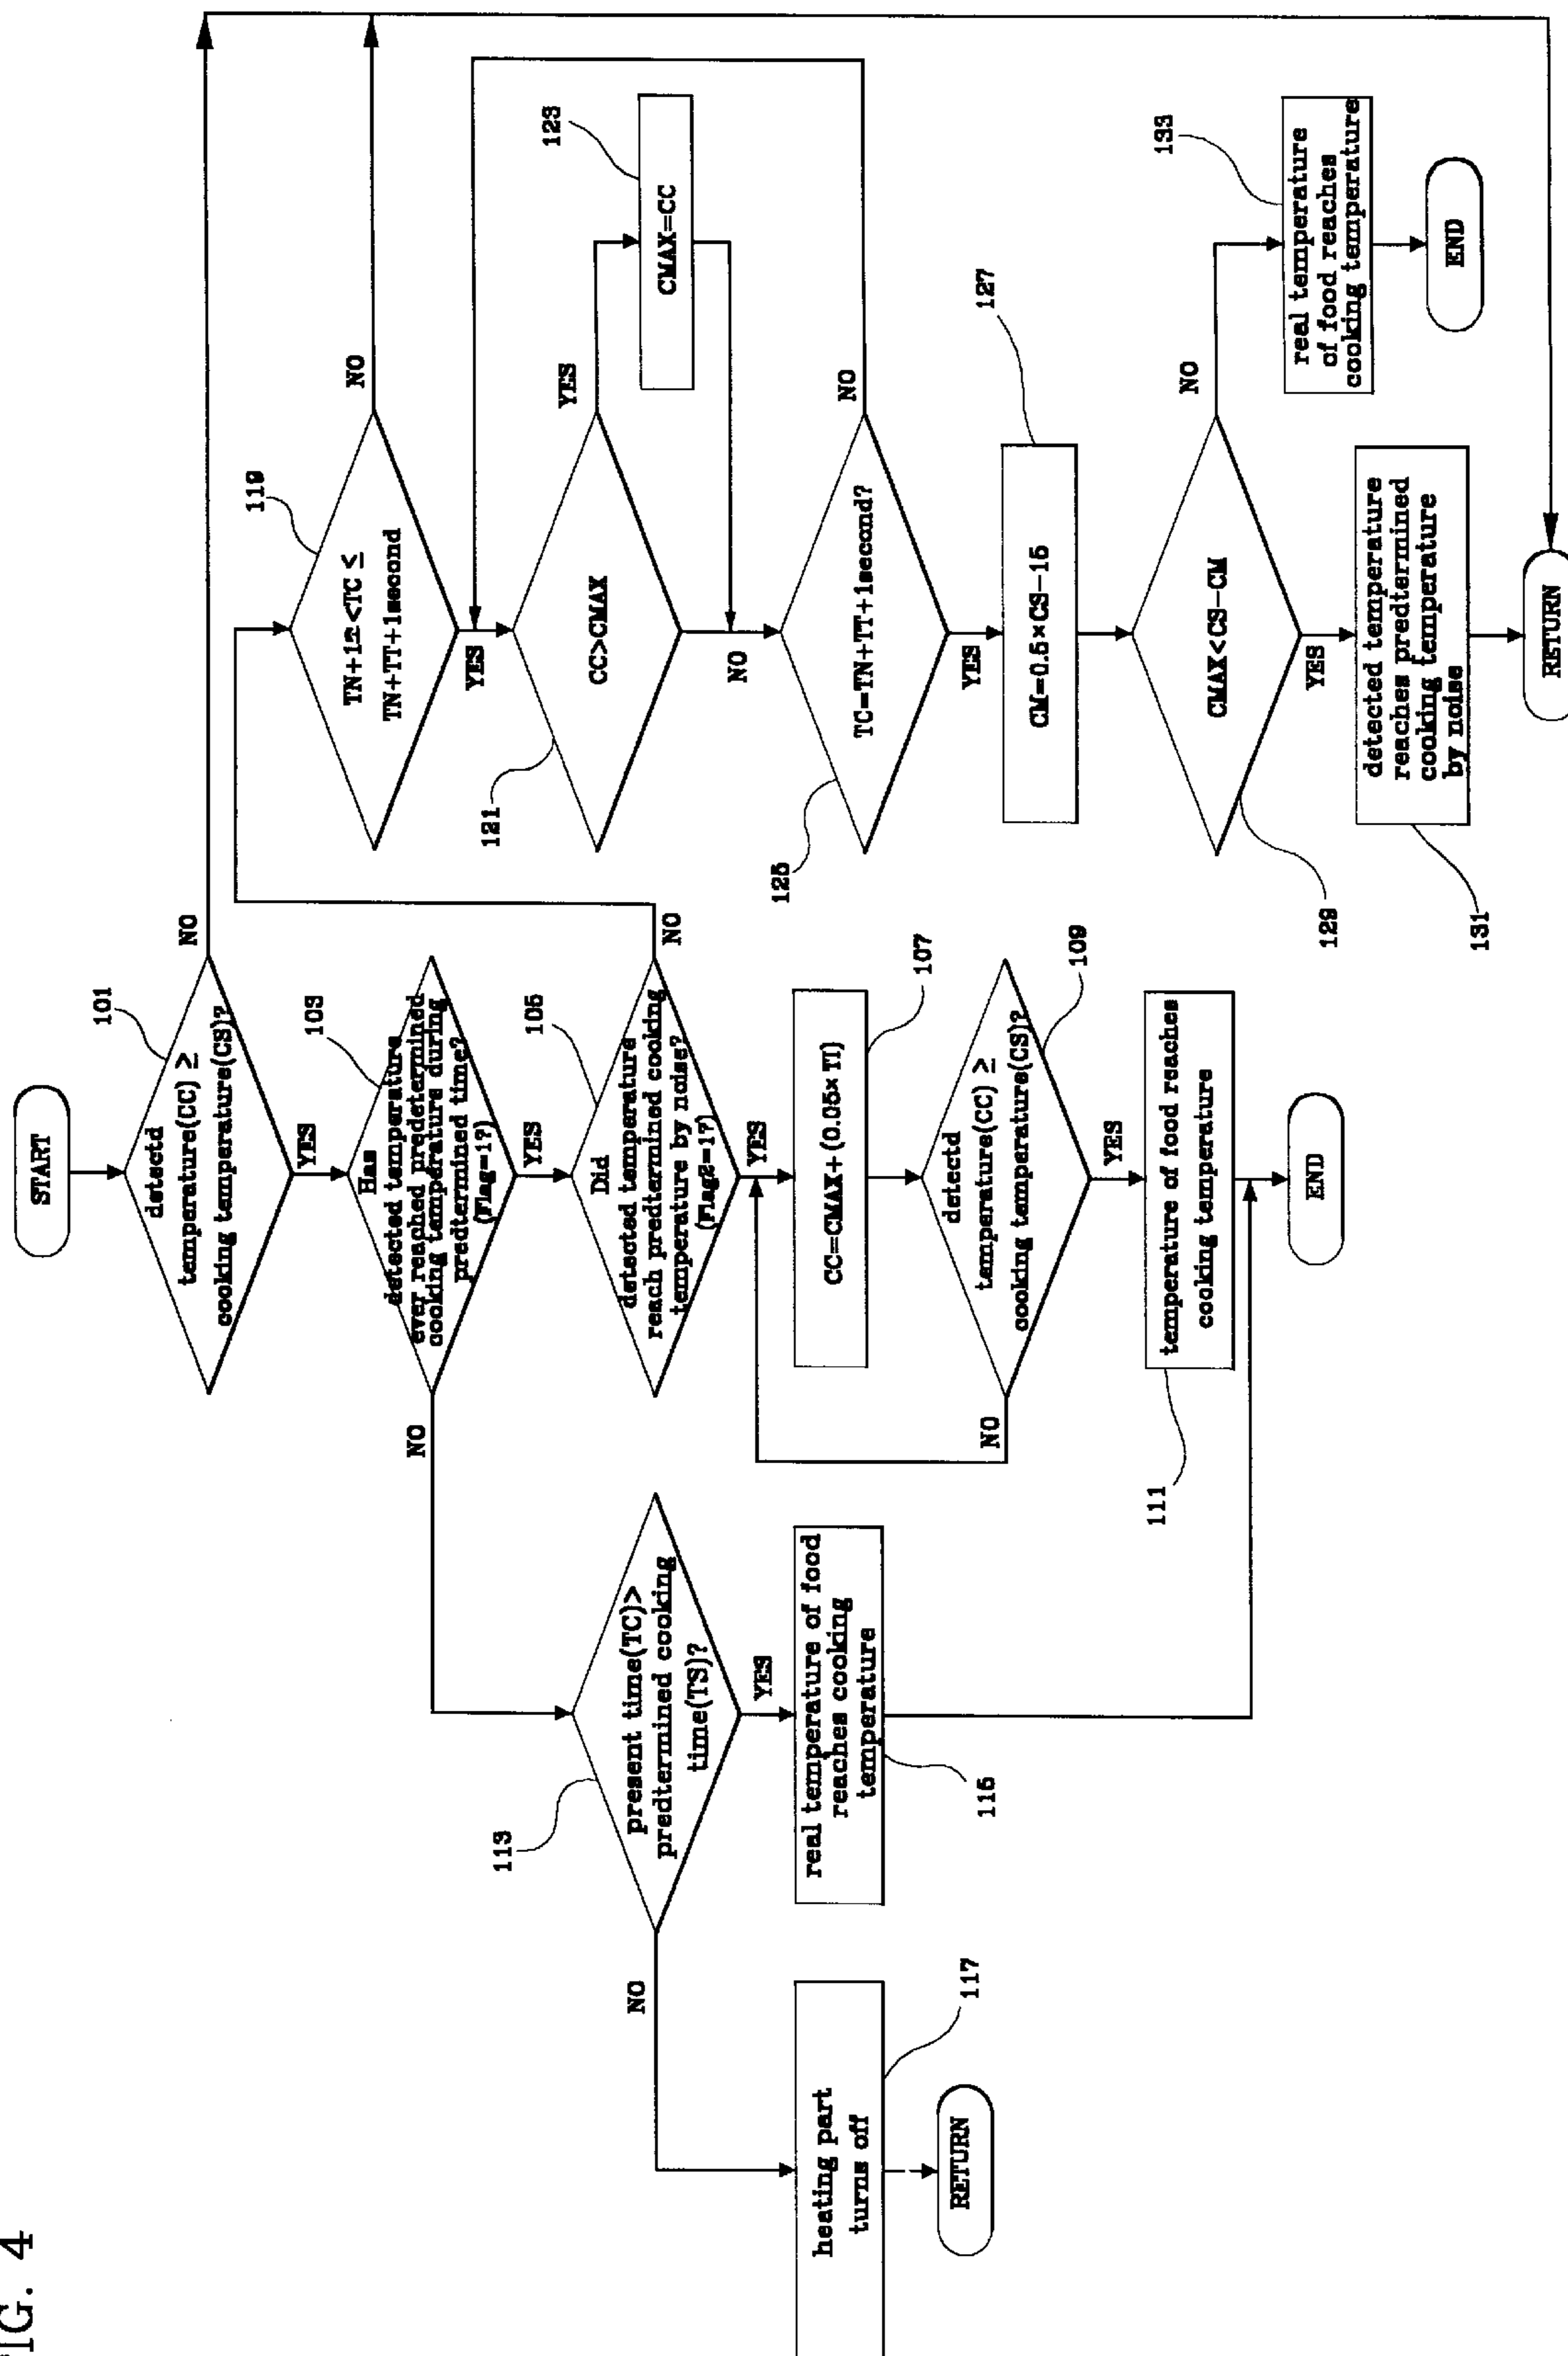 FIG. 4
START
101
detectd
temperature(CC) ≥
cooking temperature(CS)?
NO
YES
103
Has
detected temperature
ever reached predetermined
cooking temperature during
predtermined time?
(Flag=1?)
NO
YES
105
Did
detected temperature
reach predtermined cooking
temperature by noise?
(Flag2=1?)
NO
YES
107
CC=CMAX+(0.05×TI)
109
detectd
temperature(CC) ≥
cooking temperature(CS)?
NO
YES
111
temperature of food reaches
cooking temperature
END
113
present time(TC)>
predtermined cooking
time(TS)?
NO
YES
115
real temperature of food
reaches cooking
temperature
117
heating part
turns off
RETURN
119
<TC ≤
TN+TT+1second
NO
YES
121
CC>CMAX
YES
NO
123
CMAX=CC
125
TC=TN+TT+1second?
NO
YES
127
CM=0.5×CS-15
129
CMAX<CS-CM
NO
YES
131
detected temperature
reaches predtermined
cooking temperature
by noise
RETURN
133
real temperature
of food reaches
cooking temperature
END